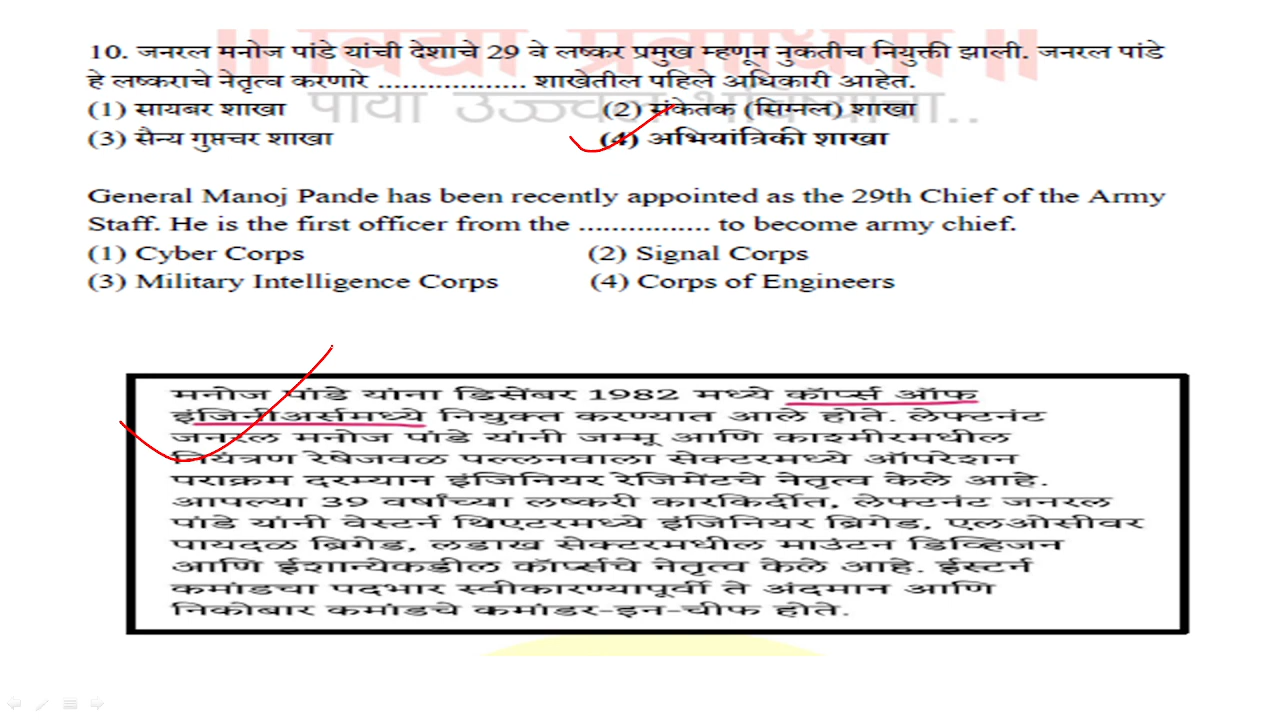 || विद्या प्रबोधिनी ||
10. जनरल मनोज पांडे यांची देशाचे 29 वे लष्कर प्रमुख म्हणून नुकतीच नियुक्ती झाली. जनरल पांडे
हे लष्कराचे नेतृत्व करणारे .................. शाखेतील पहिले अधिकारी आहेत.
पाया उज्ज्वल भविष्याचा..
(1) सायबर शाखा (2) संकेतक (सिग्नल) शाखा
(3) सैन्य गुप्तचर शाखा (4) अभियांत्रिकी शाखा
General Manoj Pande has been recently appointed as the 29th Chief of the Army
Staff. He is the first officer from the ................ to become army chief.
(1) Cyber Corps (2) Signal Corps
(3) Military Intelligence Corps (4) Corps of Engineers
मनोज पांडे यांना डिसेंबर 1982 मध्ये कॉर्प्स ऑफ
इंजिनीअर्समध्ये नियुक्त करण्यात आले होते. लेफ्टनंट
जनरल मनोज पांडे यांनी जम्मू आणि काश्मीरमधील
नियंत्रण रेषेजवळ पल्लनवाला सेक्टरमध्ये ऑपरेशन
पराक्रम दरम्यान इंजिनियर रेजिमेंटचे नेतृत्व केले आहे.
आपल्या 39 वर्षांच्या लष्करी कारकिर्दीत, लेफ्टनंट जनरल
पांडे यांनी वेस्टर्न थिएटरमध्ये इंजिनियर ब्रिगेड, एलओसीवर
पायदळ ब्रिगेड, लडाख सेक्टरमधील माउंटन डिव्हिजन
आणि ईशान्येकडील कॉर्प्सचे नेतृत्व केले आहे. ईस्टर्न
कमांडचा पदभार स्वीकारण्यापूर्वी ते अंदमान आणि
निकोबार कमांडचे कमांडर-इन-चीफ होते.